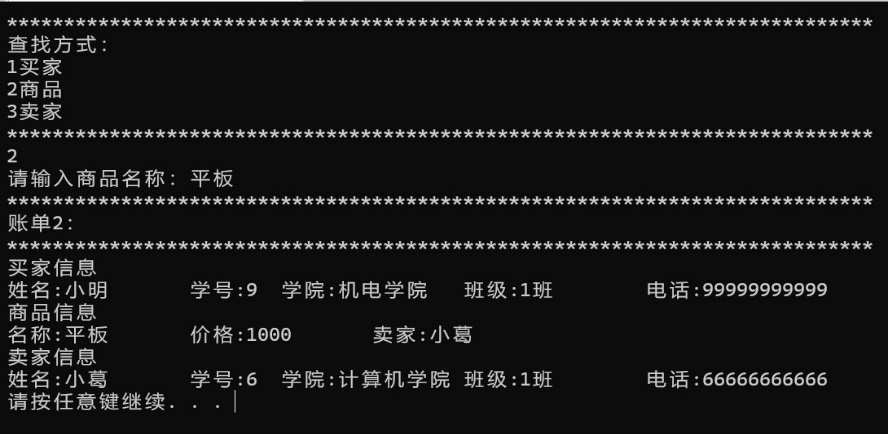 ****************************************************************************
查找方式:
1买家
2商品
3卖家
****************************************************************************
2
请输入商品名称: 平板
****************************************************************************
账单2:
****************************************************************************
买家信息
姓名:小明 学号:9 学院:机电学院 班级:1班 电话:99999999999
商品信息
名称:平板 价格:1000 卖家:小葛
卖家信息
姓名:小葛 学号:6 学院:计算机学院 班级:1班 电话:66666666666
请按任意键继续. . .